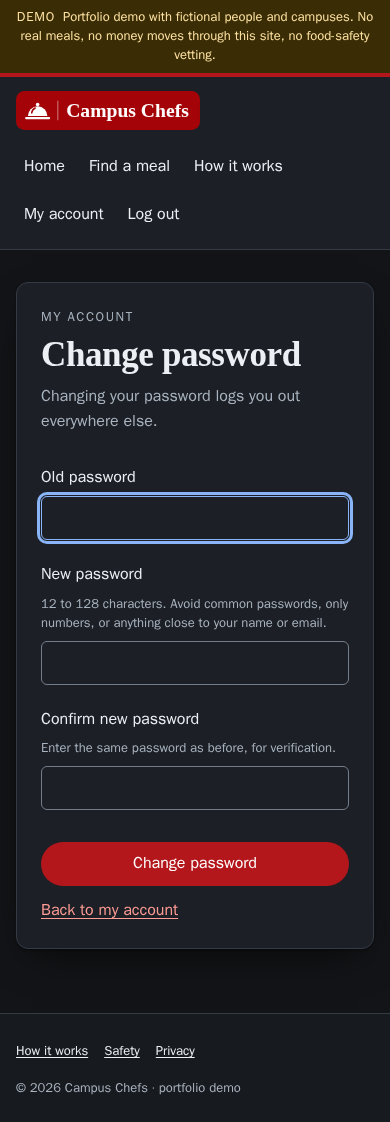 DEMO Portfolio demo with fictional people and campuses. No
real meals, no money moves through this site, no food-safety
vetting.
Campus Chefs
Home Find a meal How it works
My account Log out
MY ACCOUNT
Change password
Changing your password logs you out
everywhere else.
Old password
New password
12 to 128 characters. Avoid common passwords, only
numbers, or anything close to your name or email.
Confirm new password
Enter the same password as before, for verification.
Change password
Back to my account
How it works Safety Privacy
© 2026 Campus Chefs · portfolio demo